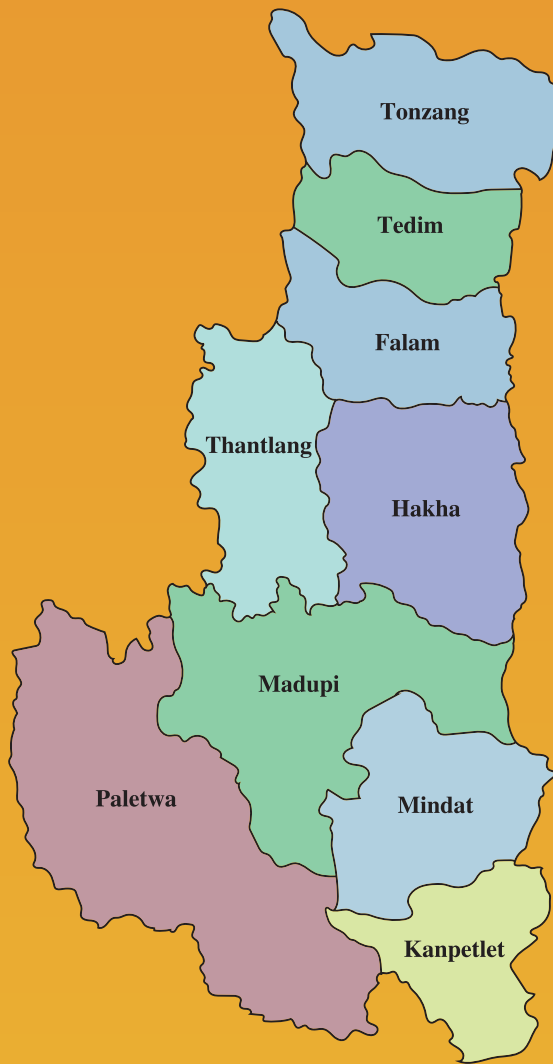 Tonzang
Tedim
Falam
Thantlang
Hakha
Madupi
Paletwa
Mindat
Kanpetlet